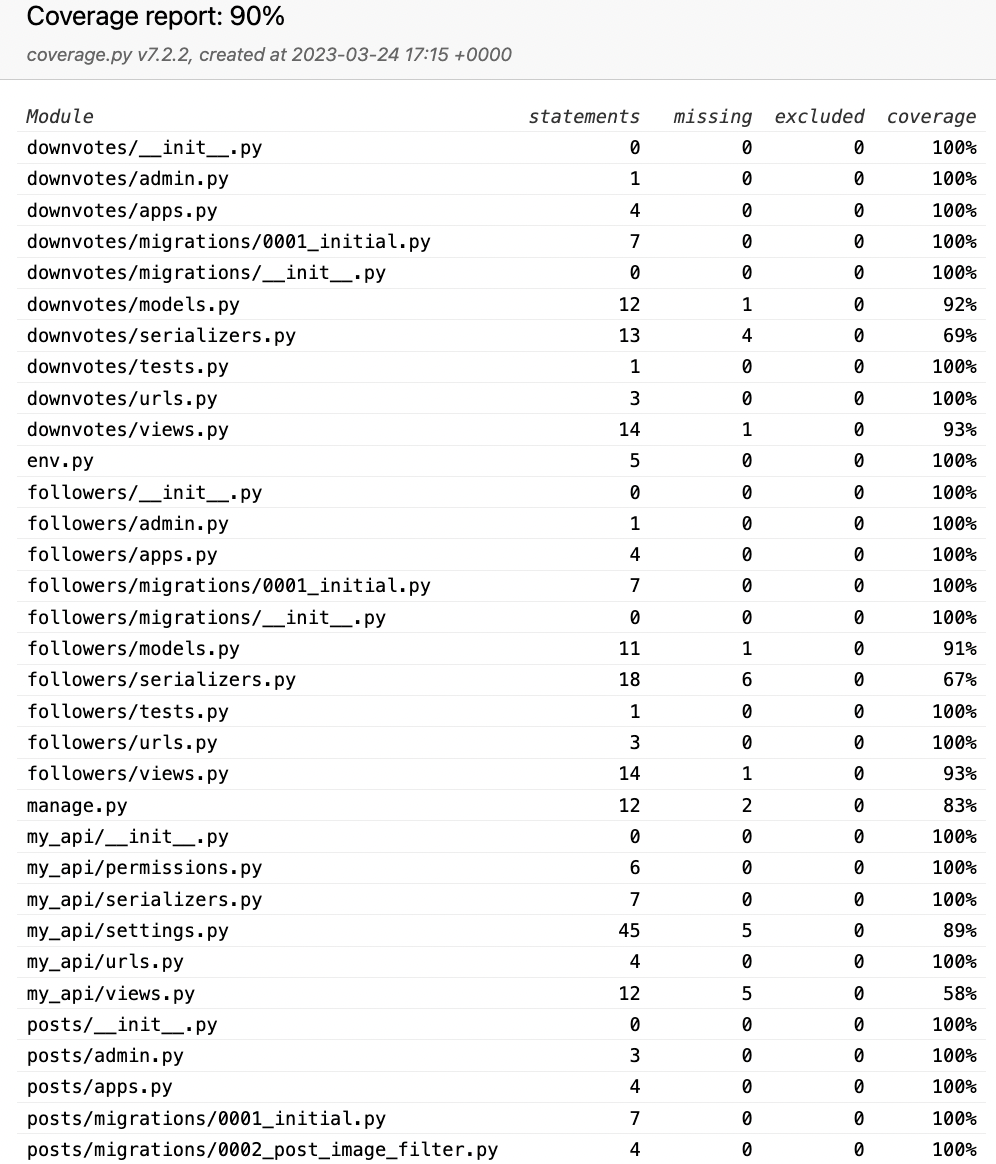 Coverage report: 90%
coverage.py v7.2.2, created at 2023-03-24 17:15 +0000
Module statements missing excluded coverage
downvotes/__init__.py 0 0 0 100%
downvotes/admin.py 1 0 0 100%
downvotes/apps.py 4 0 0 100%
downvotes/migrations/0001_initial.py 7 0 0 100%
downvotes/migrations/__init__.py 0 0 0 100%
downvotes/models.py 12 1 0 92%
downvotes/serializers.py 13 4 0 69%
downvotes/tests.py 1 0 0 100%
downvotes/urls.py 3 0 0 100%
downvotes/views.py 14 1 0 93%
env.py 5 0 0 100%
followers/__init__.py 0 0 0 100%
followers/admin.py 1 0 0 100%
followers/apps.py 4 0 0 100%
followers/migrations/0001_initial.py 7 0 0 100%
followers/migrations/__init__.py 0 0 0 100%
followers/models.py 11 1 0 91%
followers/serializers.py 18 6 0 67%
followers/tests.py 1 0 0 100%
followers/urls.py 3 0 0 100%
followers/views.py 14 1 0 93%
manage.py 12 2 0 83%
my_api/__init__.py 0 0 0 100%
my_api/permissions.py 6 0 0 100%
my_api/serializers.py 7 0 0 100%
my_api/settings.py 45 5 0 89%
my_api/urls.py 4 0 0 100%
my_api/views.py 12 5 0 58%
posts/__init__.py 0 0 0 100%
posts/admin.py 3 0 0 100%
posts/apps.py 4 0 0 100%
posts/migrations/0001_initial.py 7 0 0 100%
posts/migrations/0002_post_image_filter.py 4 0 0 100%